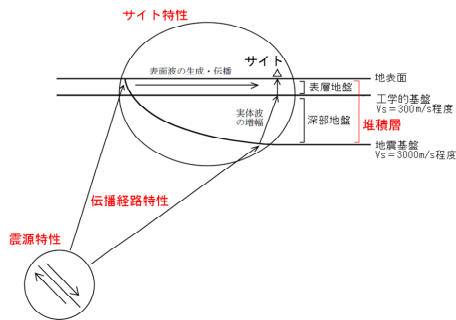 サイト特性
表面波の生成・伝播
サイト
地表面
表層地盤
工学的基盤
Vs＝300m/s程度
実体波
の増幅
深部地盤
堆積層
地震基盤
Vs＝3000m/s程度
伝播経路特性
震源特性